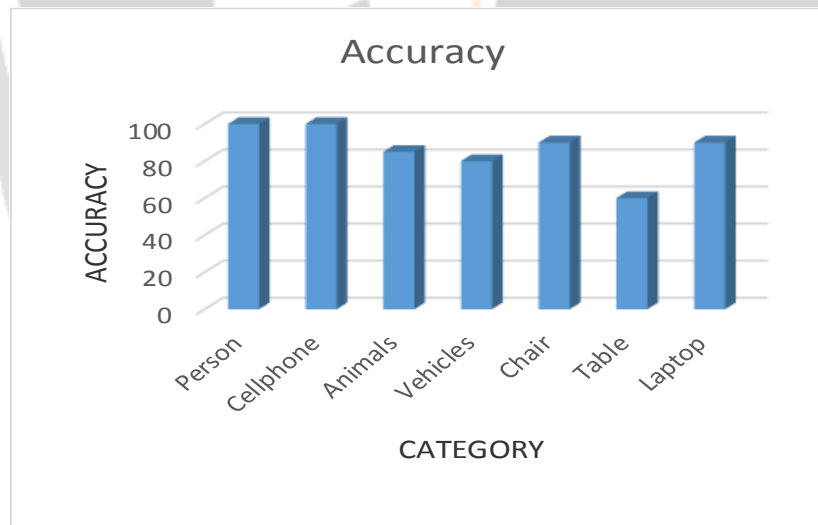 Accuracy
100
80
60
40
20
0
ACCURACY
Person
Cellphone
Animals
Vehicles
Chair
Table
Laptop
CATEGORY